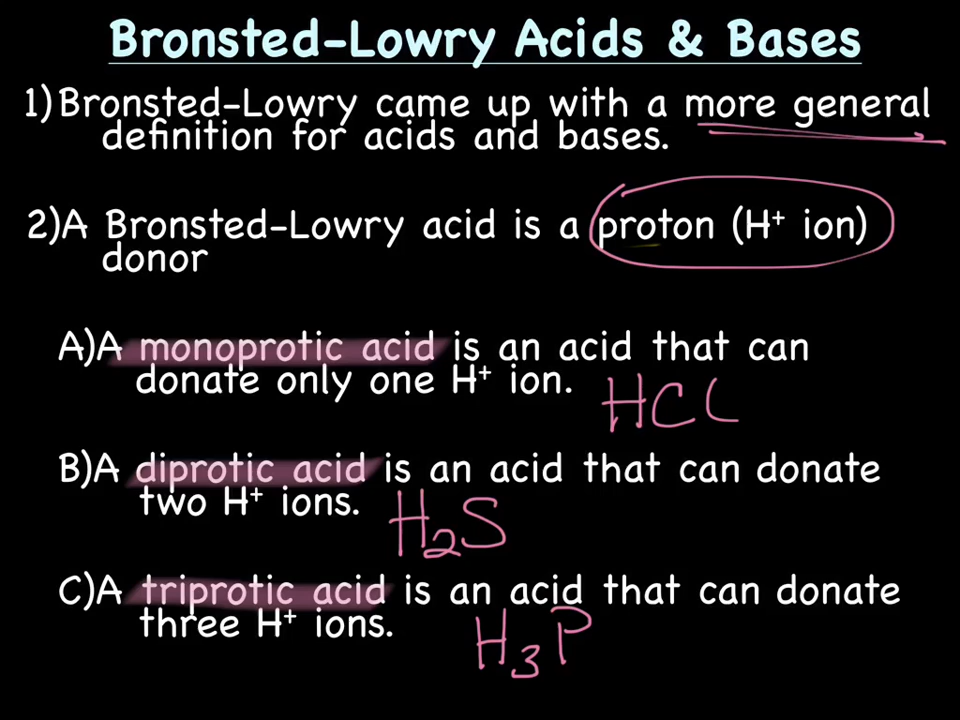 Bronsted-Lowry Acids & Bases
1) Bronsted-Lowry came up with a more general
definition for acids and bases.
2) A Bronsted-Lowry acid is a proton (H⁺ ion)
donor
A) A monoprotic acid is an acid that can
donate only one H⁺ ion.
HCl
B) A diprotic acid is an acid that can donate
two H⁺ ions.
H₂S
C) A triprotic acid is an acid that can donate
three H⁺ ions.
H₃P